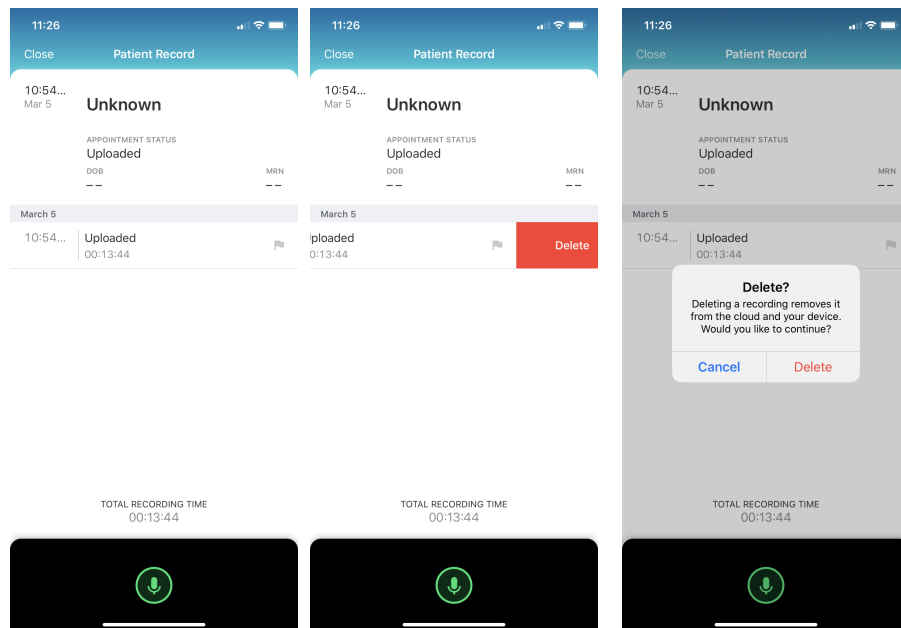 11:26
Close Patient Record
10:54...
Mar 5
Unknown
APPOINTMENT STATUS
Uploaded
DOB MRN
-- --
March 5
10:54... Uploaded
00:13:44
TOTAL RECORDING TIME
00:13:44
11:26
Close Patient Record
10:54...
Mar 5
Unknown
APPOINTMENT STATUS
Uploaded
DOB MRN
-- --
March 5
ploaded Delete
0:13:44
TOTAL RECORDING TIME
00:13:44
11:26
Close Patient Record
10:54...
Mar 5
Unknown
APPOINTMENT STATUS
Uploaded
DOB MRN
-- --
March 5
10:54... Uploaded
00:13:44
Delete?
Deleting a recording removes it
from the cloud and your device.
Would you like to continue?
Cancel Delete
TOTAL RECORDING TIME
00:13:44